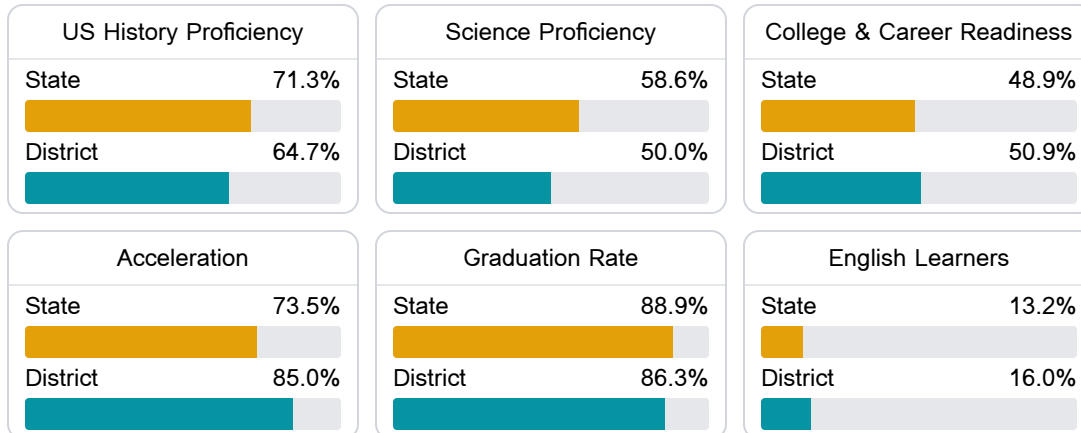 US History Proficiency
State 71.3%
District 64.7%
Science Proficiency
State 58.6%
District 50.0%
College & Career Readiness
State 48.9%
District 50.9%
Acceleration
State 73.5%
District 85.0%
Graduation Rate
State 88.9%
District 86.3%
English Learners
State 13.2%
District 16.0%